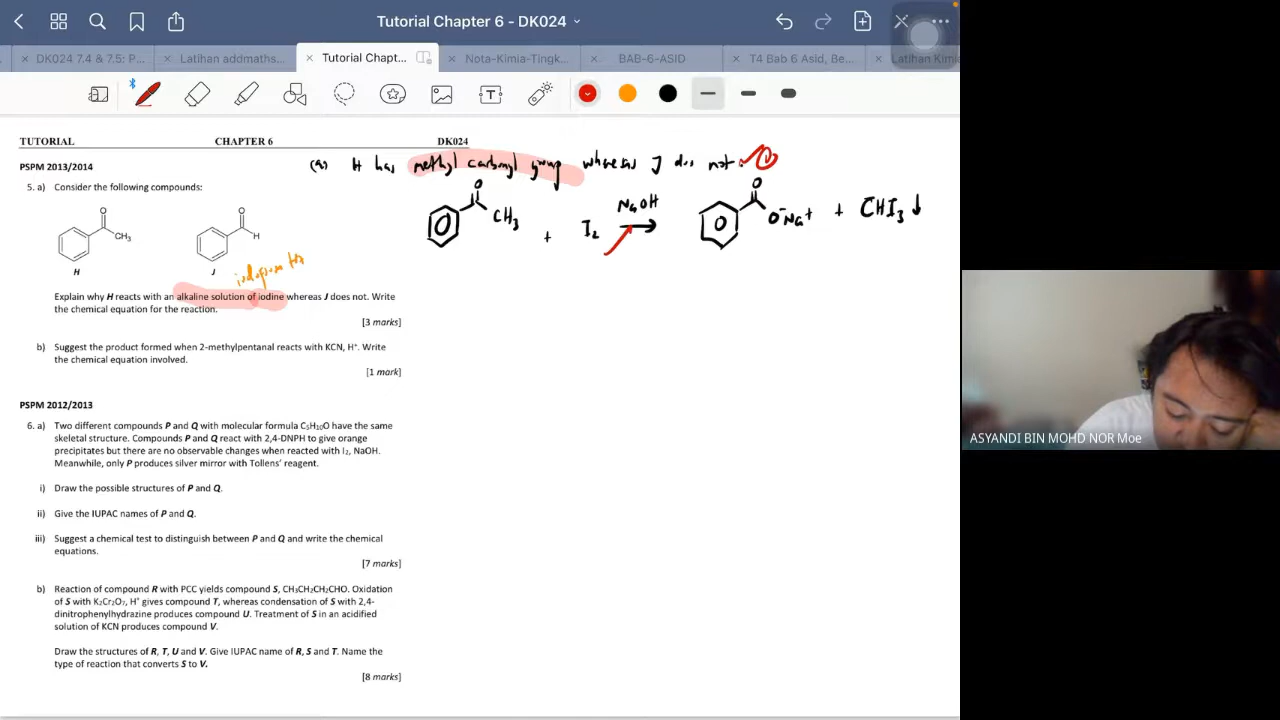 Tutorial Chapter 6 - DK024
DK024 7.4 & 7.5: P...
Latihan addmaths...
Tutorial Chapt...
Nota-Kimia-Tingk...
BAB-6-ASID
T4 Bab 6 Asid, Be...
Latihan Kimi
TUTORIAL CHAPTER 6 DK024
PSPM 2013/2014
5. a) Consider the following compounds:
O
CH3
H
O
H
J
iodoform
Explain why H reacts with an alkaline solution of iodine whereas J does not. Write
the chemical equation for the reaction.
[3 marks]
b) Suggest the product formed when 2-methylpentanal reacts with KCN, H⁺. Write
the chemical equation involved.
[1 mark]
PSPM 2012/2013
6. a) Two different compounds P and Q with molecular formula C5H10O have the same
skeletal structure. Compounds P and Q react with 2,4-DNPH to give orange
precipitates but there are no observable changes when reacted with I2, NaOH.
Meanwhile, only P produces silver mirror with Tollens' reagent.
i) Draw the possible structures of P and Q.
ii) Give the IUPAC names of P and Q.
iii) Suggest a chemical test to distinguish between P and Q and write the chemical
equations.
[7 marks]
b) Reaction of compound R with PCC yields compound S, CH3CH2CH2CHO. Oxidation
of S with K2Cr2O7, H⁺ gives compound T, whereas condensation of S with 2,4-
dinitrophenylhydrazine produces compound U. Treatment of S in an acidified
solution of KCN produces compound V.
Draw the structures of R, T, U and V. Give IUPAC name of R, S and T. Name the
type of reaction that converts S to V.
[8 marks]
(a) H has methyl carbonyl group whereas J does not ①
O
CH3
+ I2
NaOH
→
O
O⁻Na⁺
+ CHI3 ↓
ASYANDI BIN MOHD NOR Moe